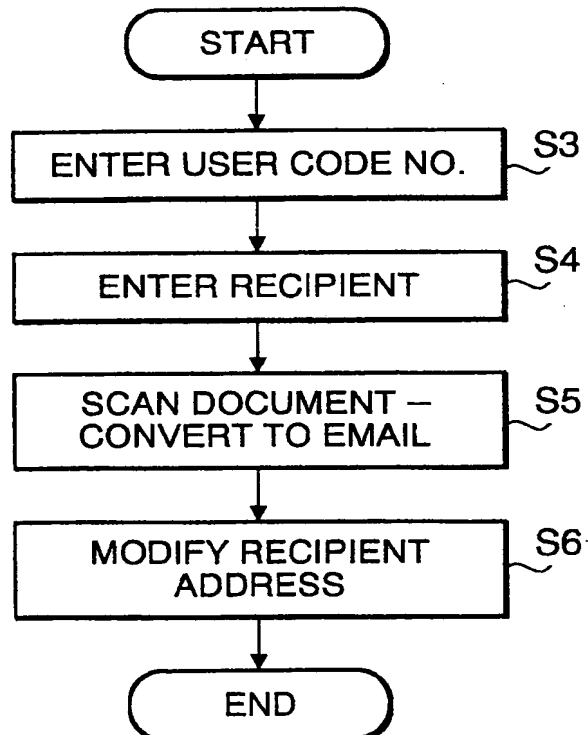 START
ENTER USER CODE NO.
S3
ENTER RECIPIENT
S4
SCAN DOCUMENT –
CONVERT TO EMAIL
S5
MODIFY RECIPIENT
ADDRESS
S6
END